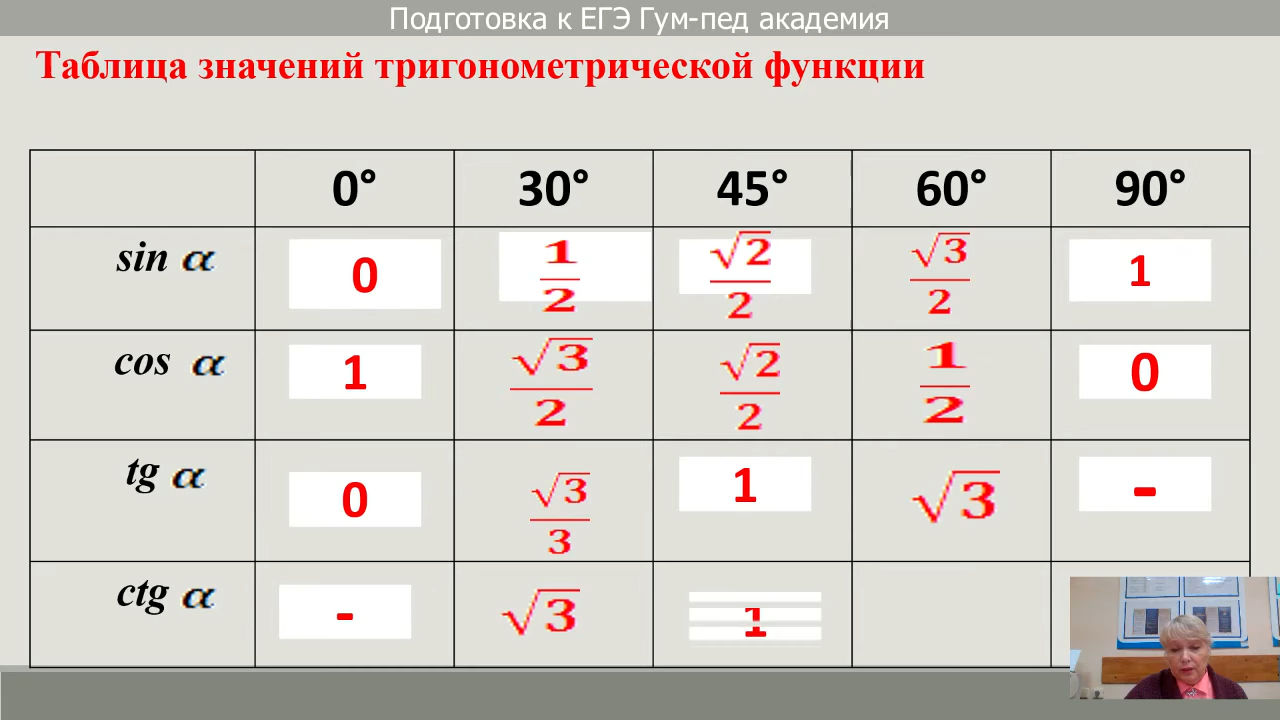 Подготовка к ЕГЭ Гум-пед академия
Таблица значений тригонометрической функции
0° 30° 45° 60° 90°
sin α 0 1/2 √2/2 √3/2 1
cos α 1 √3/2 √2/2 1/2 0
tg α 0 √3/3 1 √3 -
ctg α - √3 1